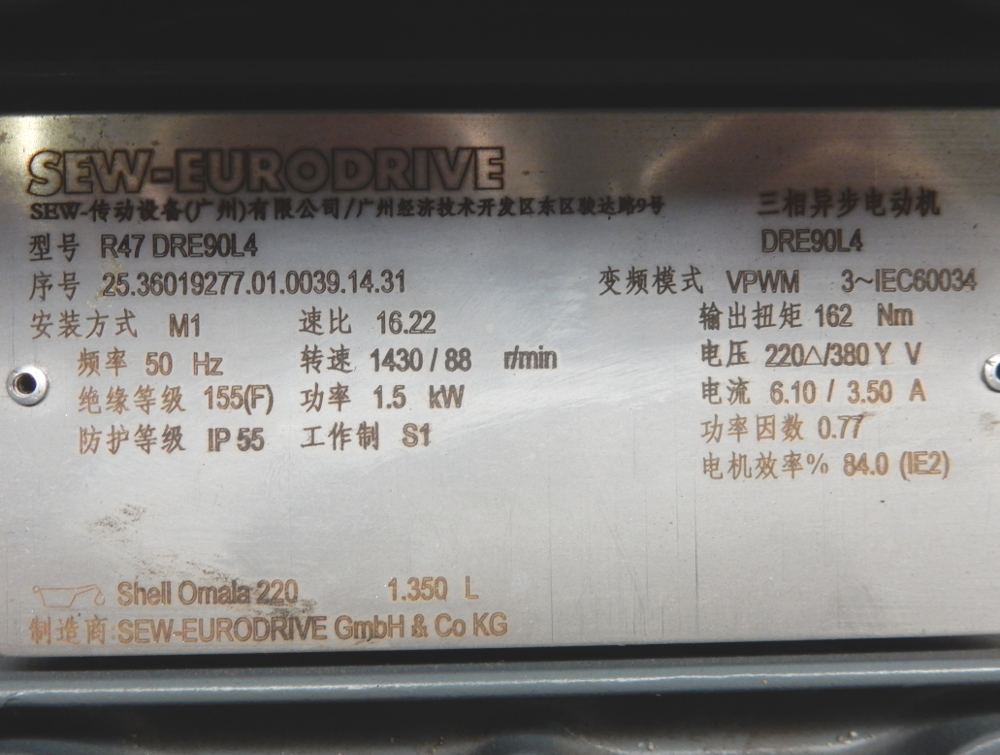 SEW-EURODRIVE
SEW-传动设备(广州)有限公司/广州经济技术开发区东区骏达路9号
三相异步电动机
型号 R47 DRE90L4
DRE90L4
序号 25.36019277.01.0039.14.31
变频模式 VPWM 3~IEC60034
安装方式 M1 速比 16.22
输出扭矩 162 Nm
频率 50 Hz 转速 1430 / 88 r/min
电压 220△/380 Y V
绝缘等级 155(F) 功率 1.5 kW
电流 6.10 / 3.50 A
防护等级 IP 55 工作制 S1
功率因数 0.77
电机效率% 84.0 (IE2)
Shell Omala 220 1.350 L
制造商:SEW-EURODRIVE GmbH & Co KG